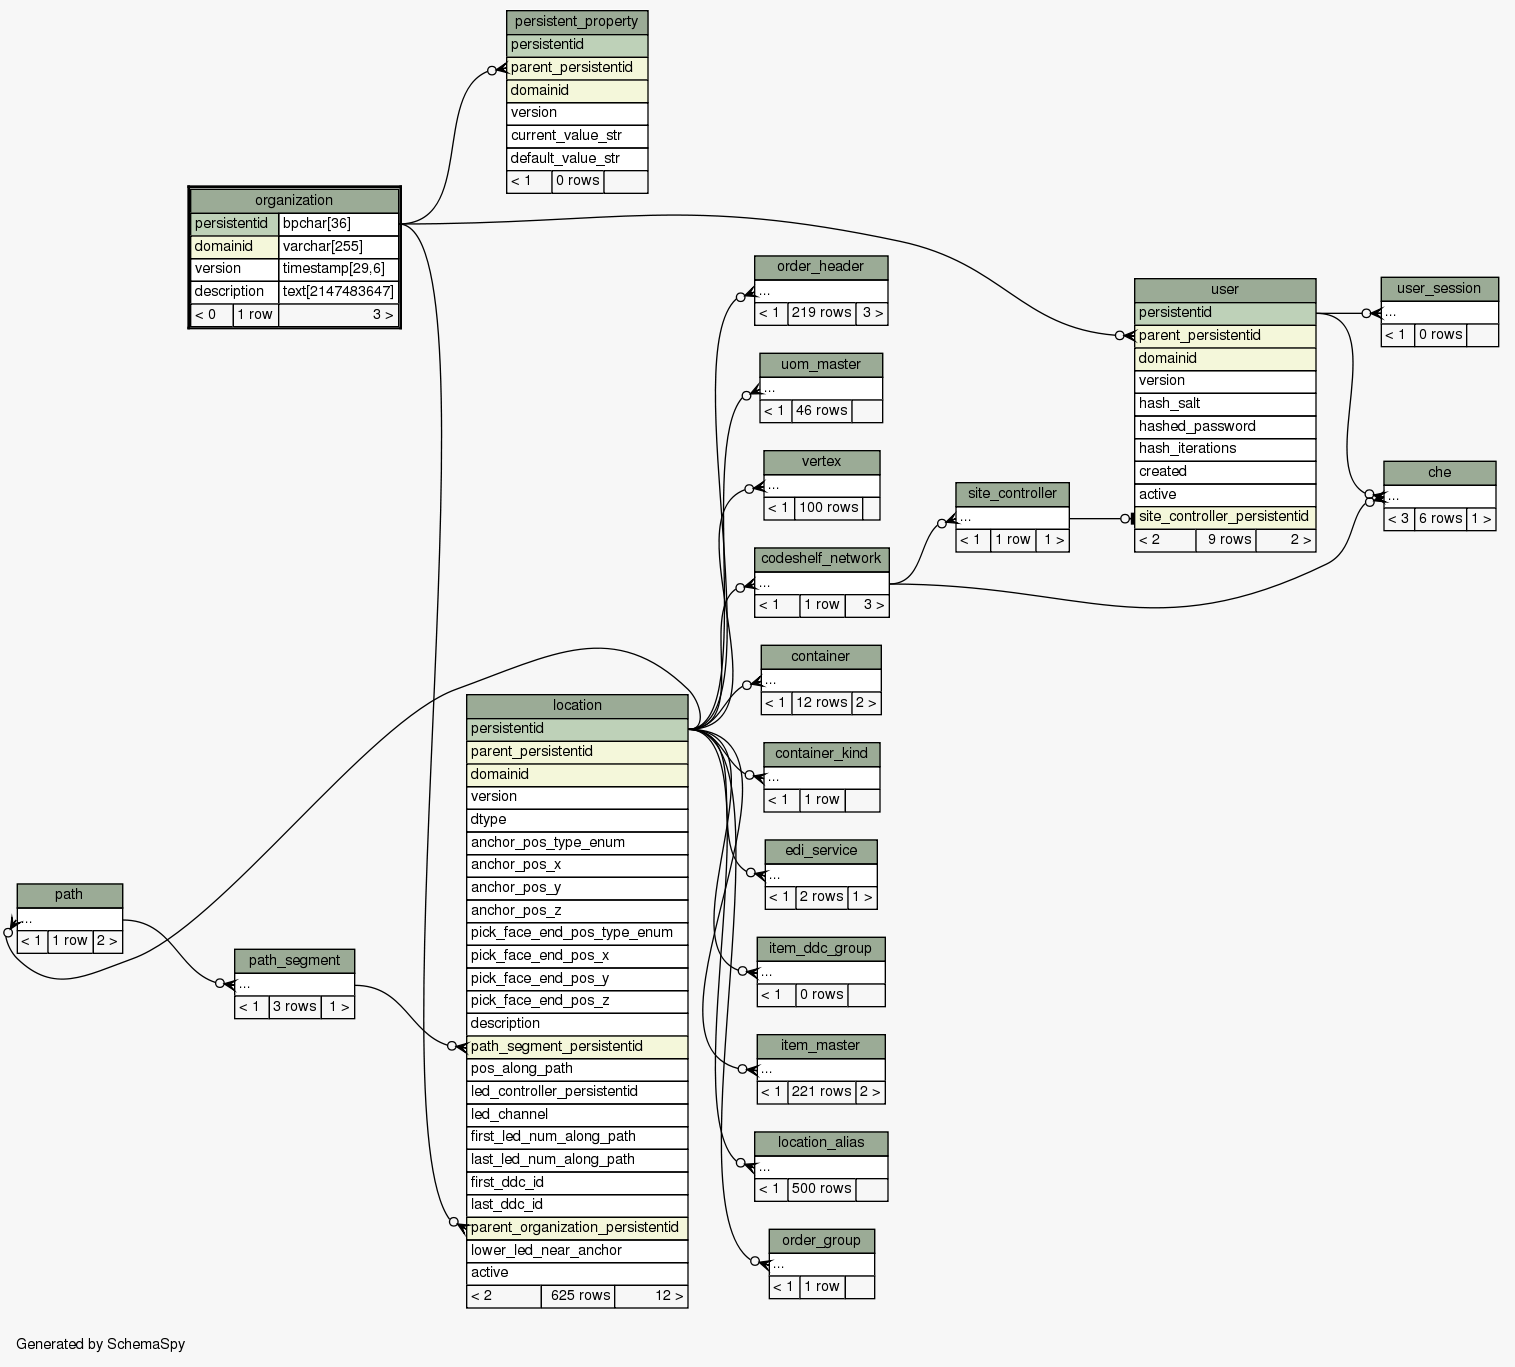 persistent_property
persistentid
parent_persistentid
domainid
version
current_value_str
default_value_str
< 1 0 rows
organization
persistentid bpchar[36]
domainid varchar[255]
version timestamp[29,6]
description text[2147483647]
< 0 1 row 3 >
order_header
...
< 1 219 rows 3 >
uom_master
...
< 1 46 rows
vertex
...
< 1 100 rows
codeshelf_network
...
< 1 1 row 3 >
container
...
< 1 12 rows 2 >
container_kind
...
< 1 1 row
edi_service
...
< 1 2 rows 1 >
item_ddc_group
...
< 1 0 rows
item_master
...
< 1 221 rows 2 >
location_alias
...
< 1 500 rows
order_group
...
< 1 1 row
site_controller
...
< 1 1 row 1 >
user
persistentid
parent_persistentid
domainid
version
hash_salt
hashed_password
hash_iterations
created
active
site_controller_persistentid
< 2 9 rows 2 >
user_session
...
< 1 0 rows
che
...
< 3 6 rows 1 >
location
persistentid
parent_persistentid
domainid
version
dtype
anchor_pos_type_enum
anchor_pos_x
anchor_pos_y
anchor_pos_z
pick_face_end_pos_type_enum
pick_face_end_pos_x
pick_face_end_pos_y
pick_face_end_pos_z
description
path_segment_persistentid
pos_along_path
led_controller_persistentid
led_channel
first_led_num_along_path
last_led_num_along_path
first_ddc_id
last_ddc_id
parent_organization_persistentid
lower_led_near_anchor
active
< 2 625 rows 12 >
path
...
< 1 1 row 2 >
path_segment
...
< 1 3 rows 1 >
Generated by SchemaSpy